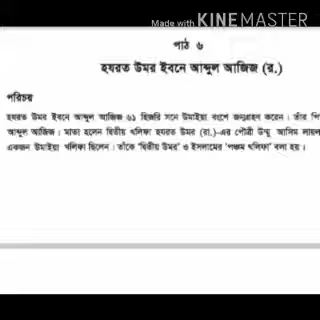 Made with KINEMASTER
পাঠ ৬
হযরত উমর ইবনে আব্দুল আজিজ (র.)
পরিচয়
হযরত উমর ইবনে আব্দুল আজিজ ৬১ হিজরি সনে উমাইয়া বংশে জন্মগ্রহণ করেন। তাঁর পি
আব্দুল আজিজ। মাতা হলেন দ্বিতীয় খলিফা হযরত উমর (রা.)-এর পৌত্রী উম্মু আসিম লায়ল
একজন উমাইয়া খলিফা ছিলেন। তাঁকে 'দ্বিতীয় উমর' ও ইসলামের 'পঞ্চম খলিফা' বলা হয়।